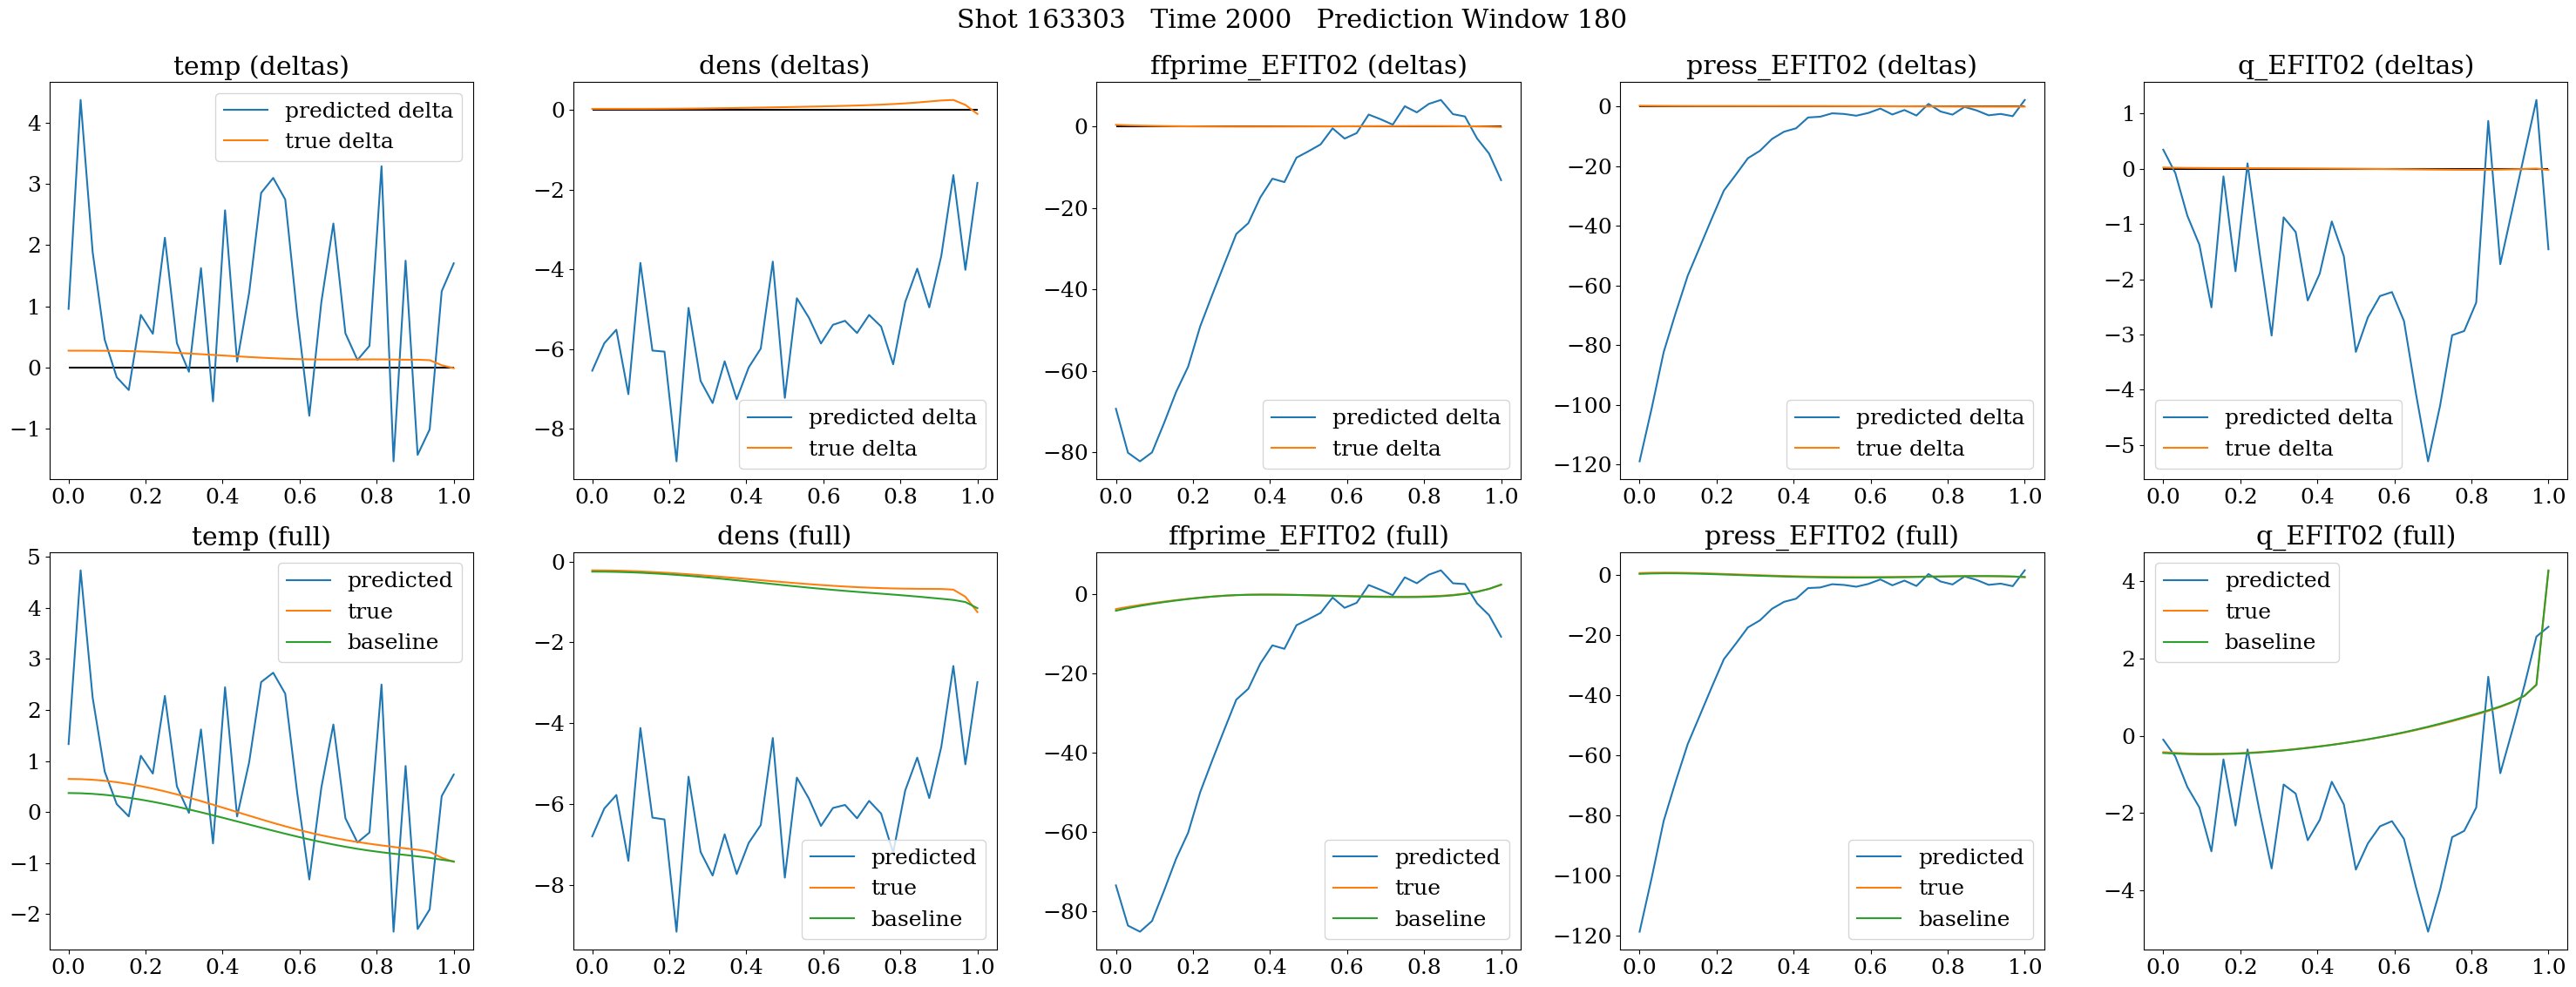 Shot 163303   Time 2000   Prediction Window 180
temp (deltas)
4
3
2
1
0
−1
0.0 0.2 0.4 0.6 0.8 1.0
predicted delta
true delta
dens (deltas)
0
−2
−4
−6
−8
0.0 0.2 0.4 0.6 0.8 1.0
predicted delta
true delta
ffprime_EFIT02 (deltas)
0
−20
−40
−60
−80
0.0 0.2 0.4 0.6 0.8 1.0
predicted delta
true delta
press_EFIT02 (deltas)
0
−20
−40
−60
−80
−100
−120
0.0 0.2 0.4 0.6 0.8 1.0
predicted delta
true delta
q_EFIT02 (deltas)
1
0
−1
−2
−3
−4
−5
0.0 0.2 0.4 0.6 0.8 1.0
predicted delta
true delta
temp (full)
5
4
3
2
1
0
−1
−2
0.0 0.2 0.4 0.6 0.8 1.0
predicted
true
baseline
dens (full)
0
−2
−4
−6
−8
0.0 0.2 0.4 0.6 0.8 1.0
predicted
true
baseline
ffprime_EFIT02 (full)
0
−20
−40
−60
−80
0.0 0.2 0.4 0.6 0.8 1.0
predicted
true
baseline
press_EFIT02 (full)
0
−20
−40
−60
−80
−100
−120
0.0 0.2 0.4 0.6 0.8 1.0
predicted
true
baseline
q_EFIT02 (full)
4
2
0
−2
−4
0.0 0.2 0.4 0.6 0.8 1.0
predicted
true
baseline